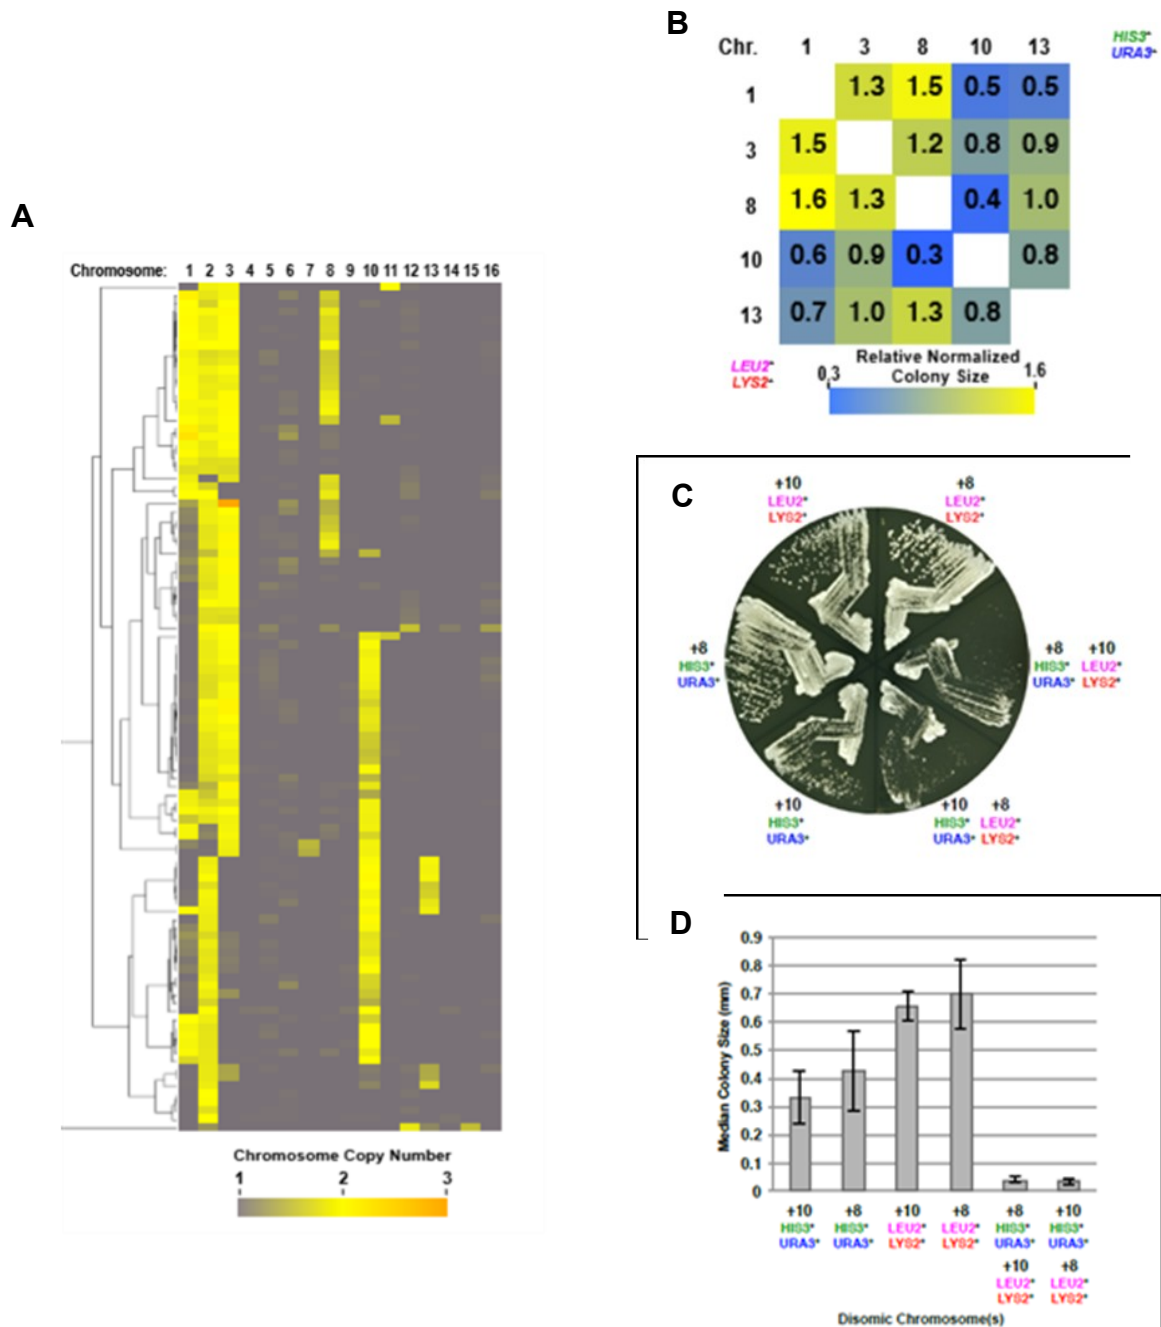 A
Chromosome: 1 2 3 4 5 6 7 8 9 10 11 12 13 14 15 16
Chromosome Copy Number
1 2 3
B
HIS3+
URA3+
Chr. 1 3 8 10 13
1 1.3 1.5 0.5 0.5
3 1.5 1.2 0.8 0.9
8 1.6 1.3 0.4 1.0
10 0.6 0.9 0.3 0.8
13 0.7 1.0 1.3 0.8
LEU2+
LYS2+
Relative Normalized
Colony Size
0.3 1.6
C
+10 +8
LEU2+ LEU2+
LYS2+ LYS2+
+8 +8 +10
HIS3+ HIS3+ LEU2+
URA3+ URA3+ LYS2+
+10 +10 +8
HIS3+ HIS3+ LEU2+
URA3+ URA3+ LYS2+
D
Median Colony Size (mm)
0.9
0.8
0.7
0.6
0.5
0.4
0.3
0.2
0.1
0
+10 +8 +10 +8 +8 +10
HIS3+ HIS3+ LEU2+ LEU2+ HIS3+ HIS3+
URA3+ URA3+ LYS2+ LYS2+ URA3+ URA3+
+10 +8
LEU2+ LEU2+
LYS2+ LYS2+
Disomic Chromosome(s)